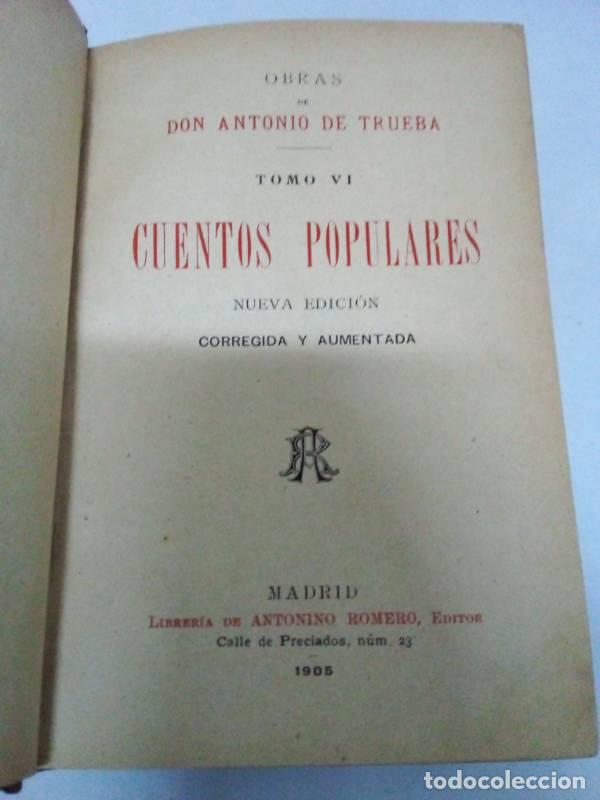 OBRAS
DE
DON ANTONIO DE TRUEBA
TOMO VI
CUENTOS POPULARES
NUEVA EDICIÓN
CORREGIDA Y AUMENTADA
AR
MADRID
LIBRERÍA DE ANTONINO ROMERO, EDITOR
Calle de Preciados, núm. 23
1905
todocoleccion.net